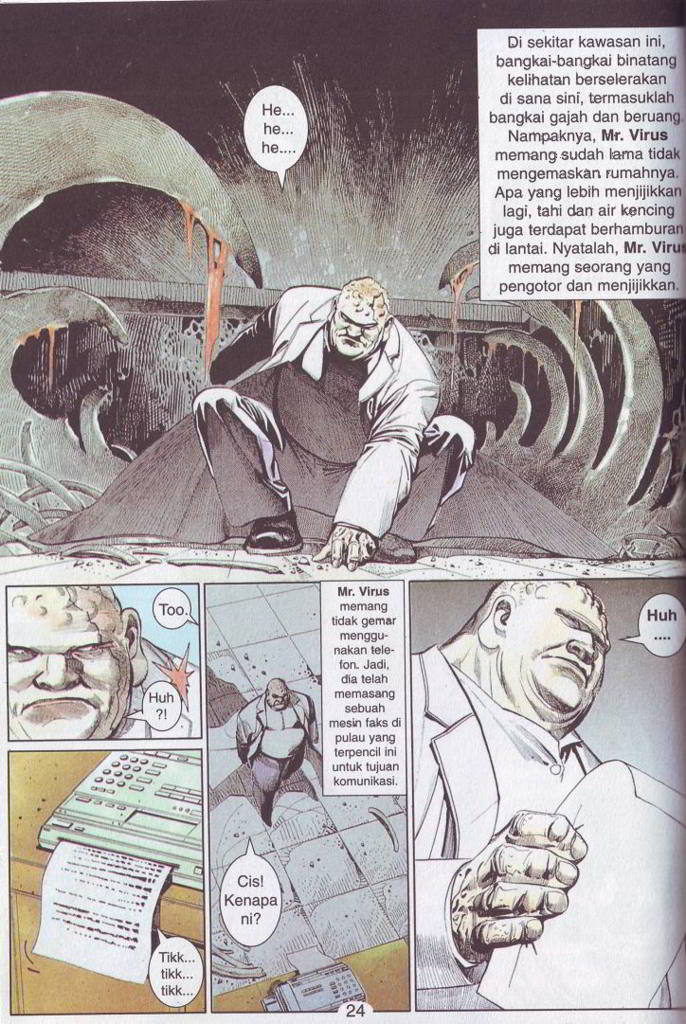 He...
he...
he....
Di sekitar kawasan ini,
bangkai-bangkai binatang
kelihatan berselerakan
di sana sini, termasuklah
bangkai gajah dan beruang.
Nampaknya, Mr. Virus
memang sudah lama tidak
mengemaskan rumahnya.
Apa yang lebih menjijikkan
lagi, tahi dan air kencing
juga terdapat berhamburan
di lantai. Nyatalah, Mr. Virus
memang seorang yang
pengotor dan menjijikkan.
Too.
Huh
?!
Tikk...
tikk...
tikk...
Mr. Virus
memang
tidak gemar
menggu-
nakan tele-
fon. Jadi,
dia telah
memasang
sebuah
mesin faks di
pulau yang
terpencil ini
untuk tujuan
komunikasi.
Cis!
Kenapa
ni?
Huh
....
24